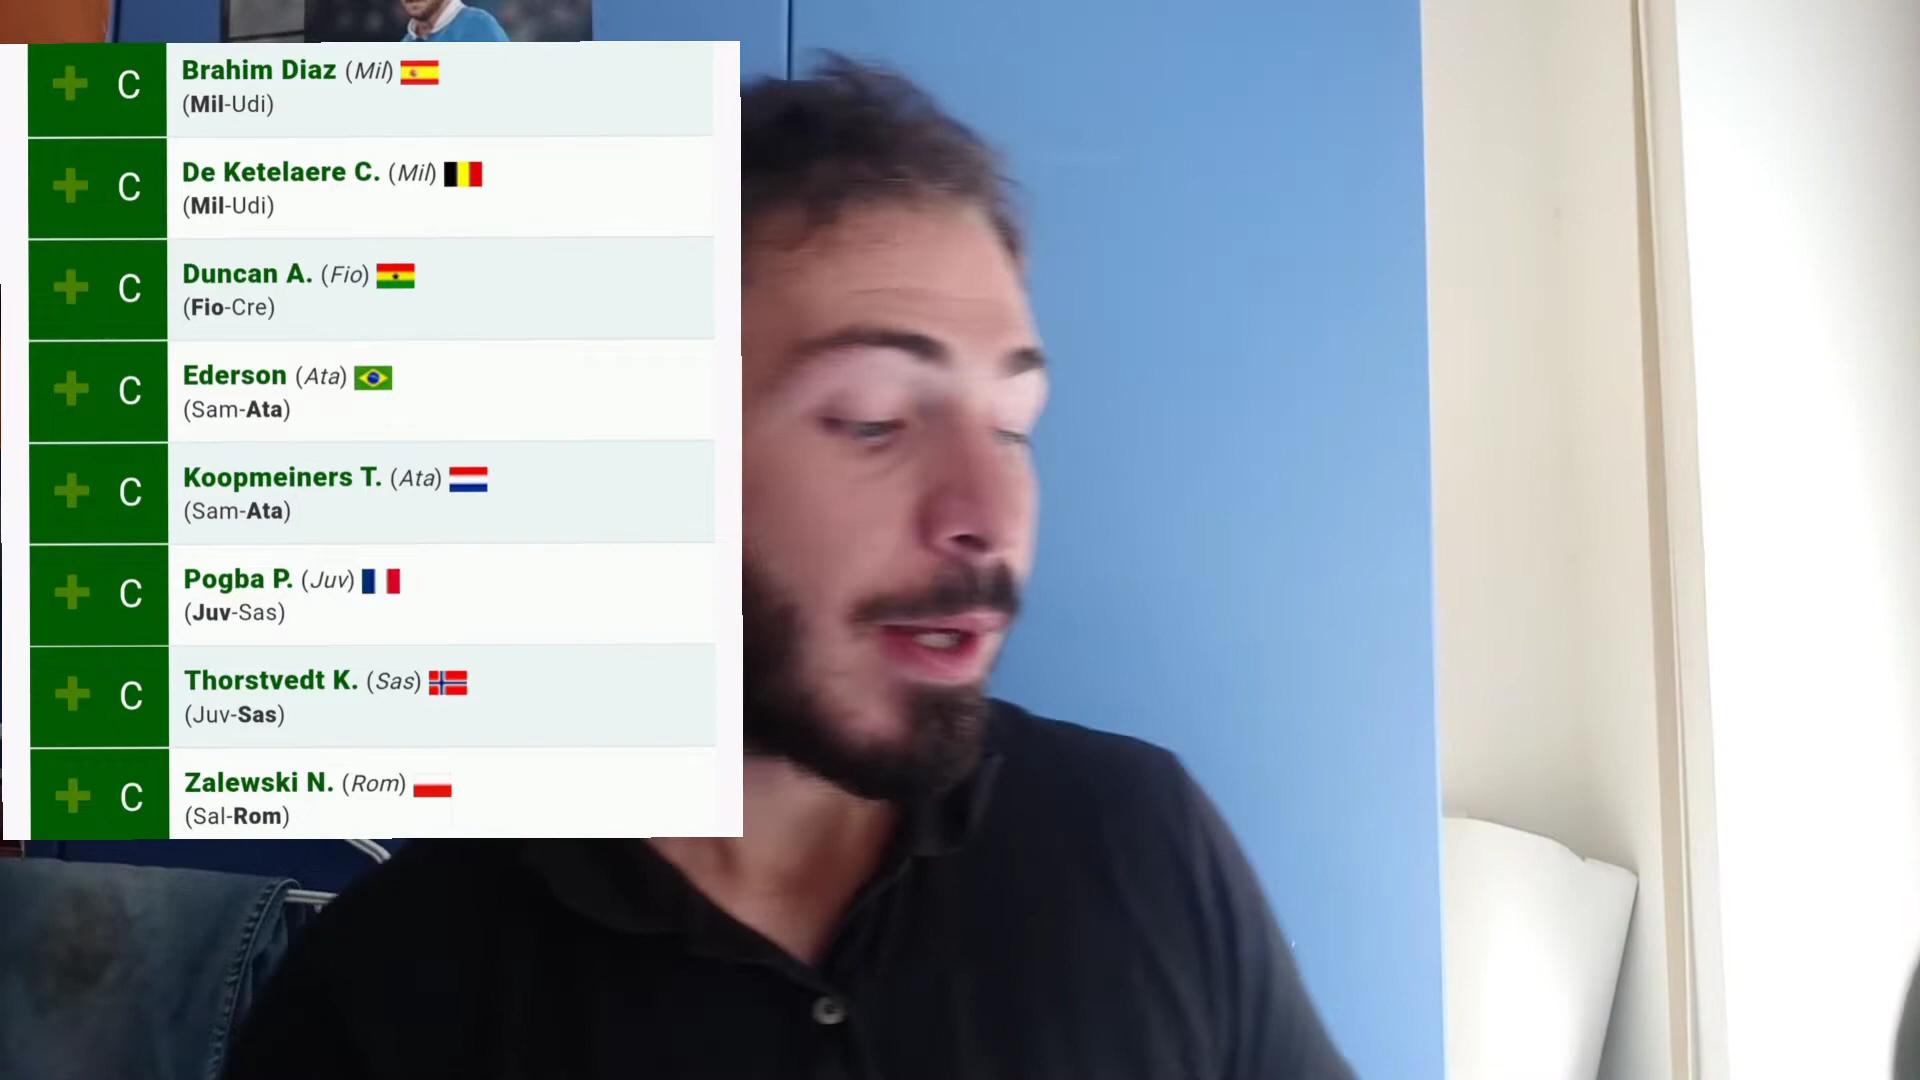 C
Brahim Diaz (Mil)
(Mil-Udi)
C
De Ketelaere C. (Mil)
(Mil-Udi)
C
Duncan A. (Fio)
(Fio-Cre)
C
Ederson (Ata)
(Sam-Ata)
C
Koopmeiners T. (Ata)
(Sam-Ata)
C
Pogba P. (Juv)
(Juv-Sas)
C
Thorstvedt K. (Sas)
(Juv-Sas)
C
Zalewski N. (Rom)
(Sal-Rom)